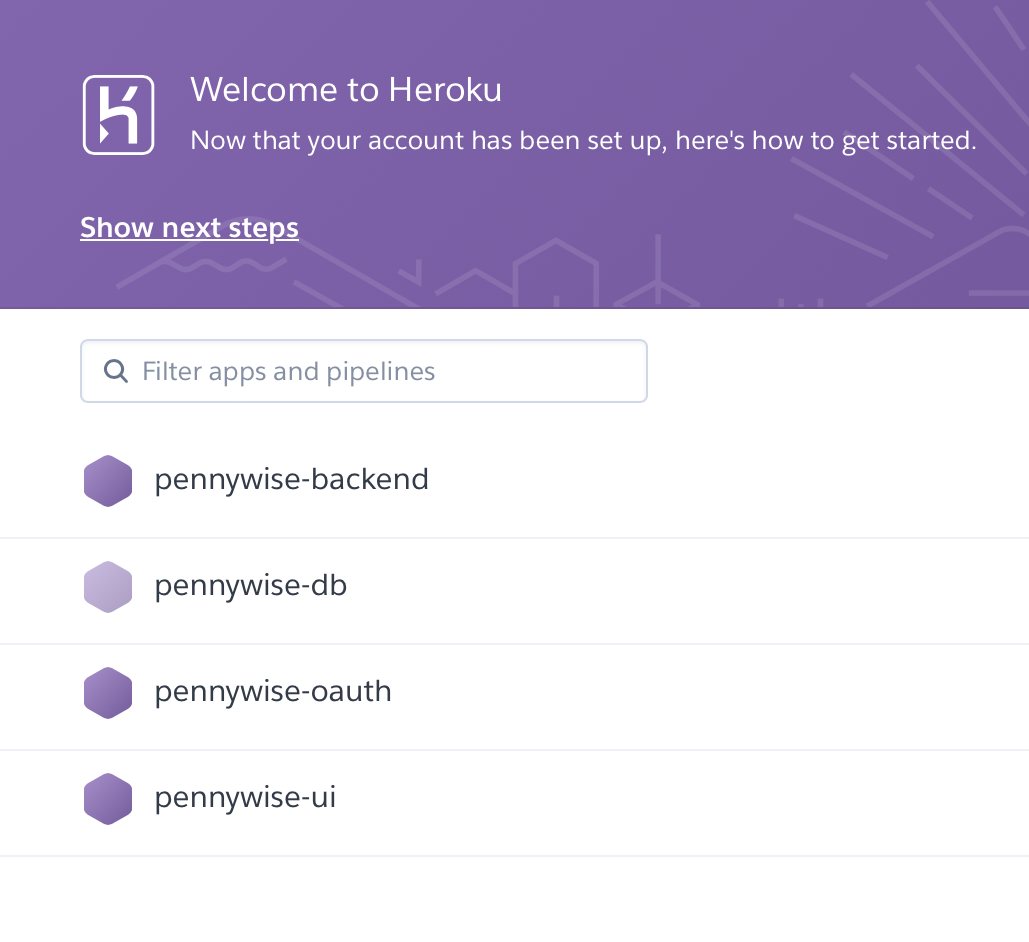 Welcome to Heroku
Now that your account has been set up, here's how to get started.
Show next steps
Filter apps and pipelines
pennywise-backend
pennywise-db
pennywise-oauth
pennywise-ui